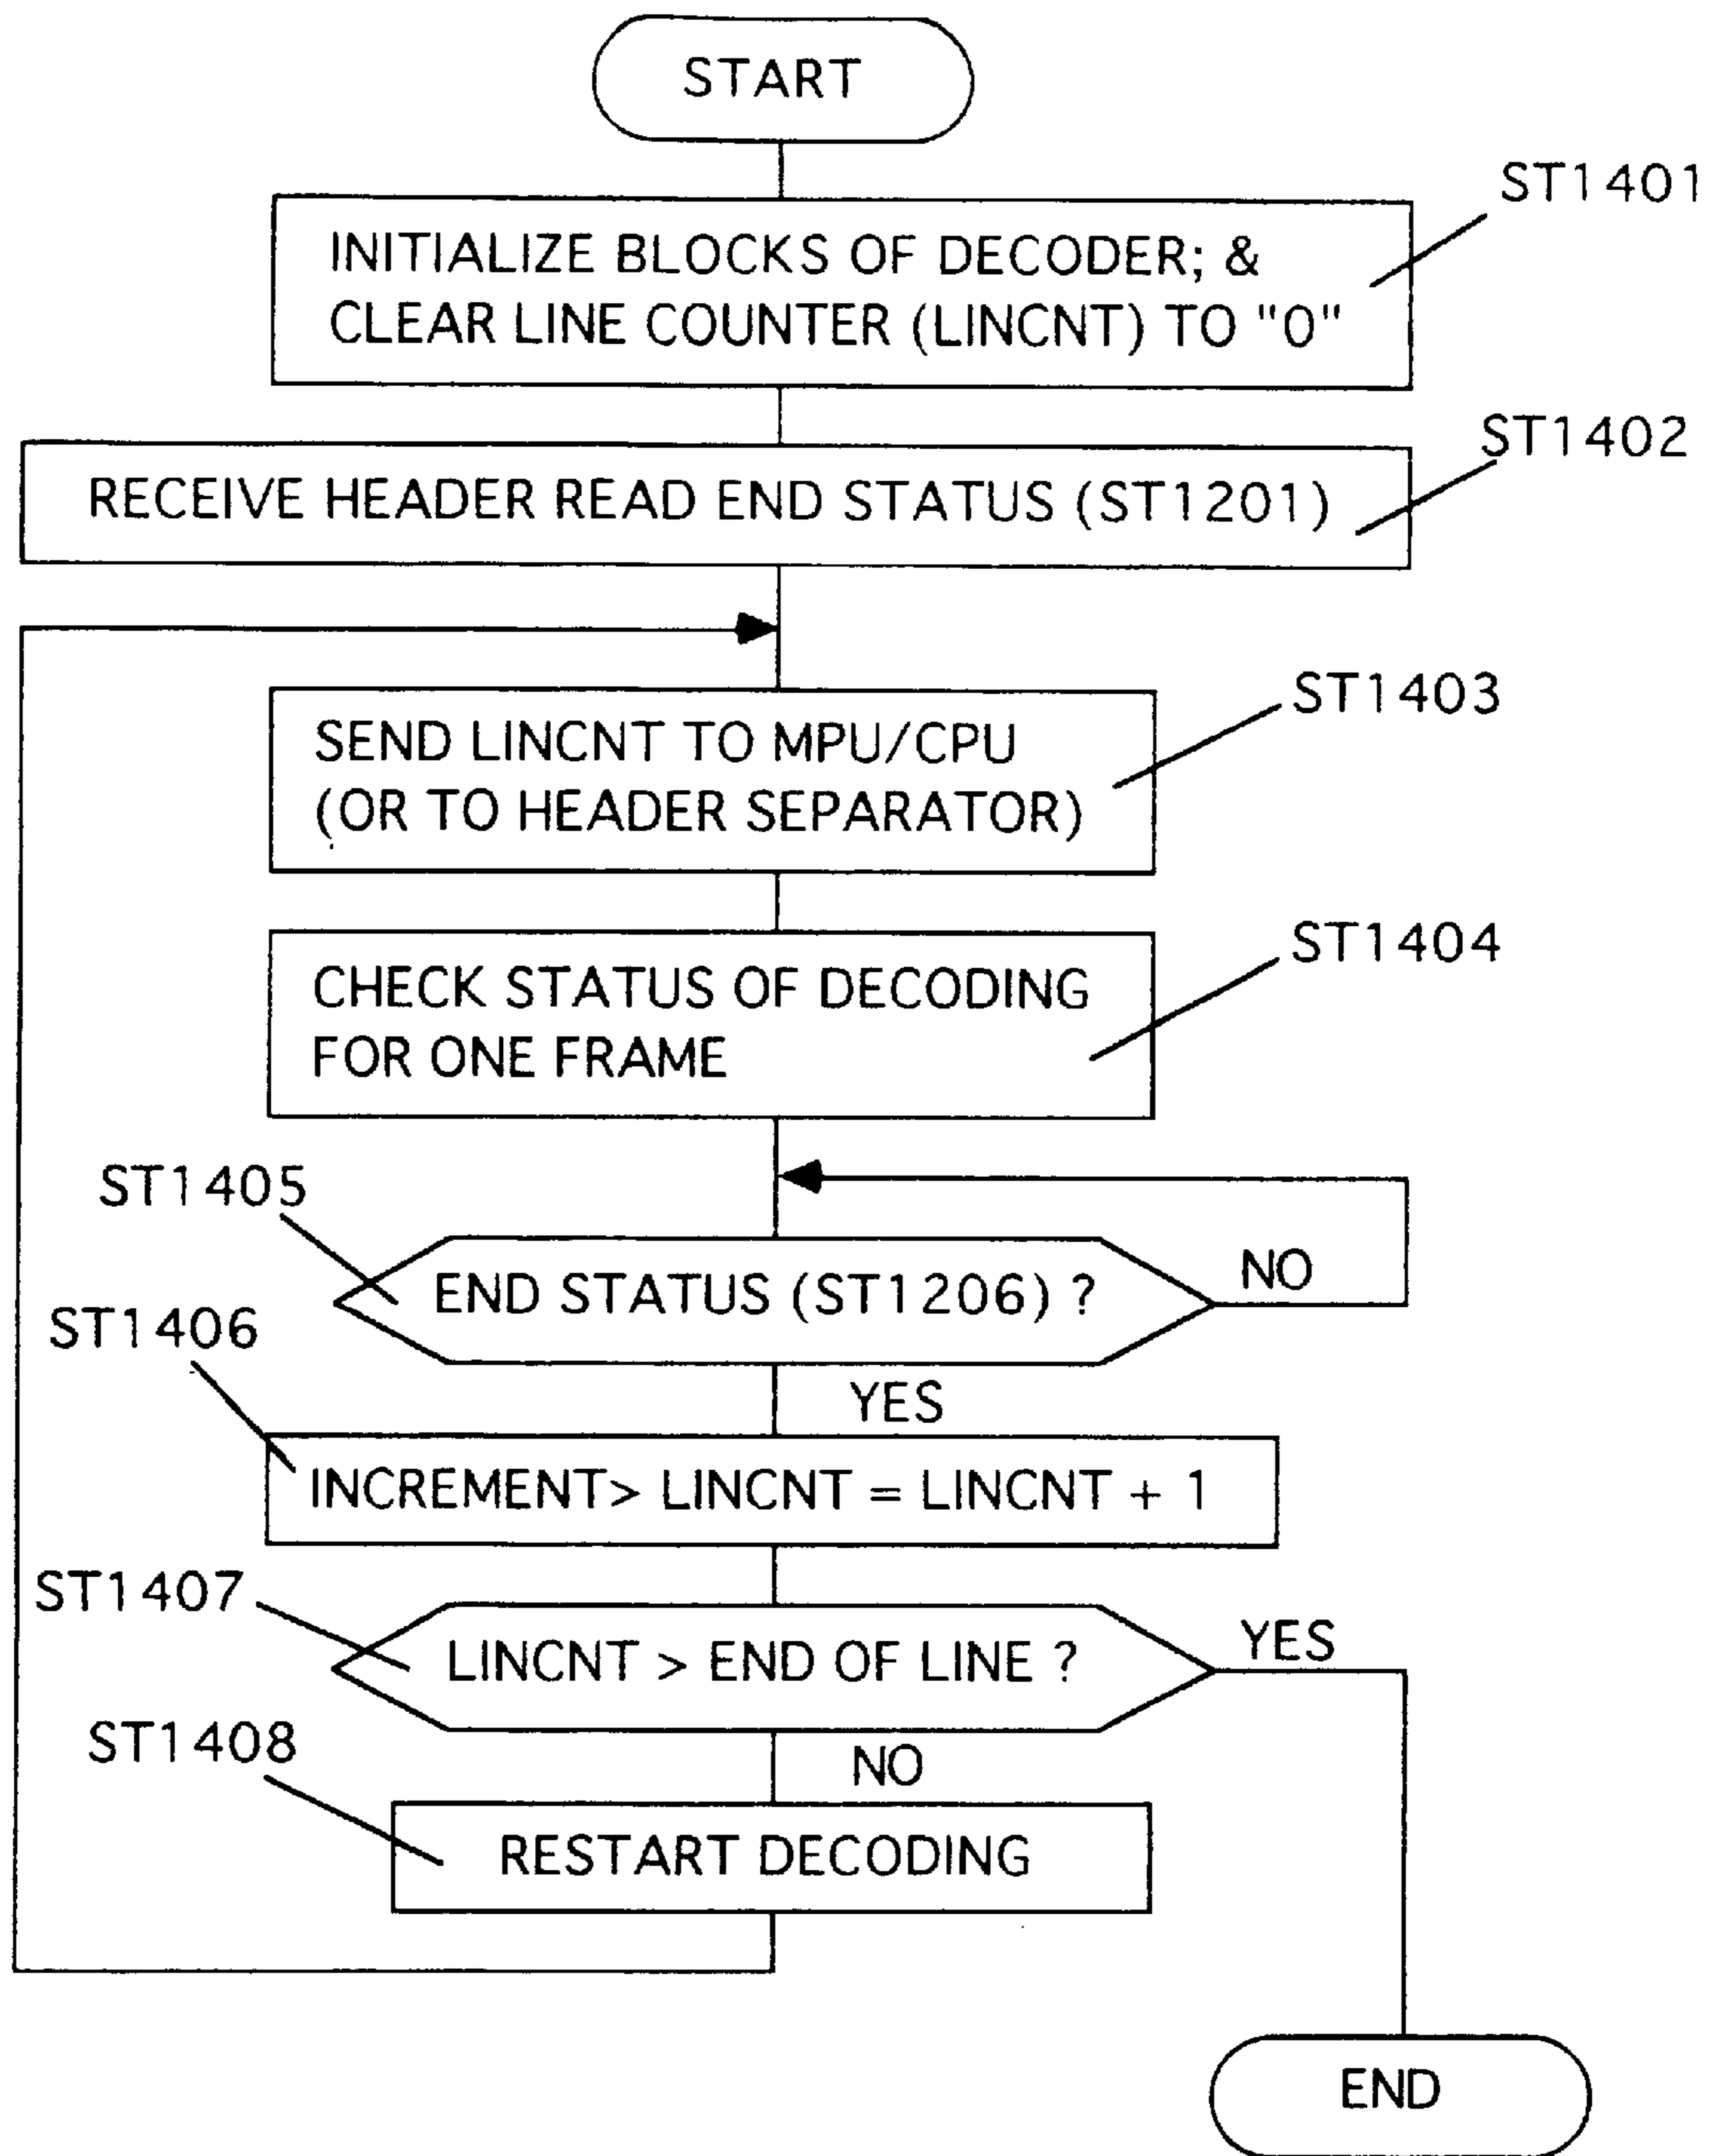 START
ST1401
INITIALIZE BLOCKS OF DECODER; &
CLEAR LINE COUNTER (LINCNT) TO "0"
ST1402
RECEIVE HEADER READ END STATUS (ST1201)
ST1403
SEND LINCNT TO MPU/CPU
(OR TO HEADER SEPARATOR)
ST1404
CHECK STATUS OF DECODING
FOR ONE FRAME
ST1405
END STATUS (ST1206) ?
NO
ST1406
YES
INCREMENT> LINCNT = LINCNT + 1
ST1407
LINCNT > END OF LINE ?
YES
ST1408
NO
RESTART DECODING
END